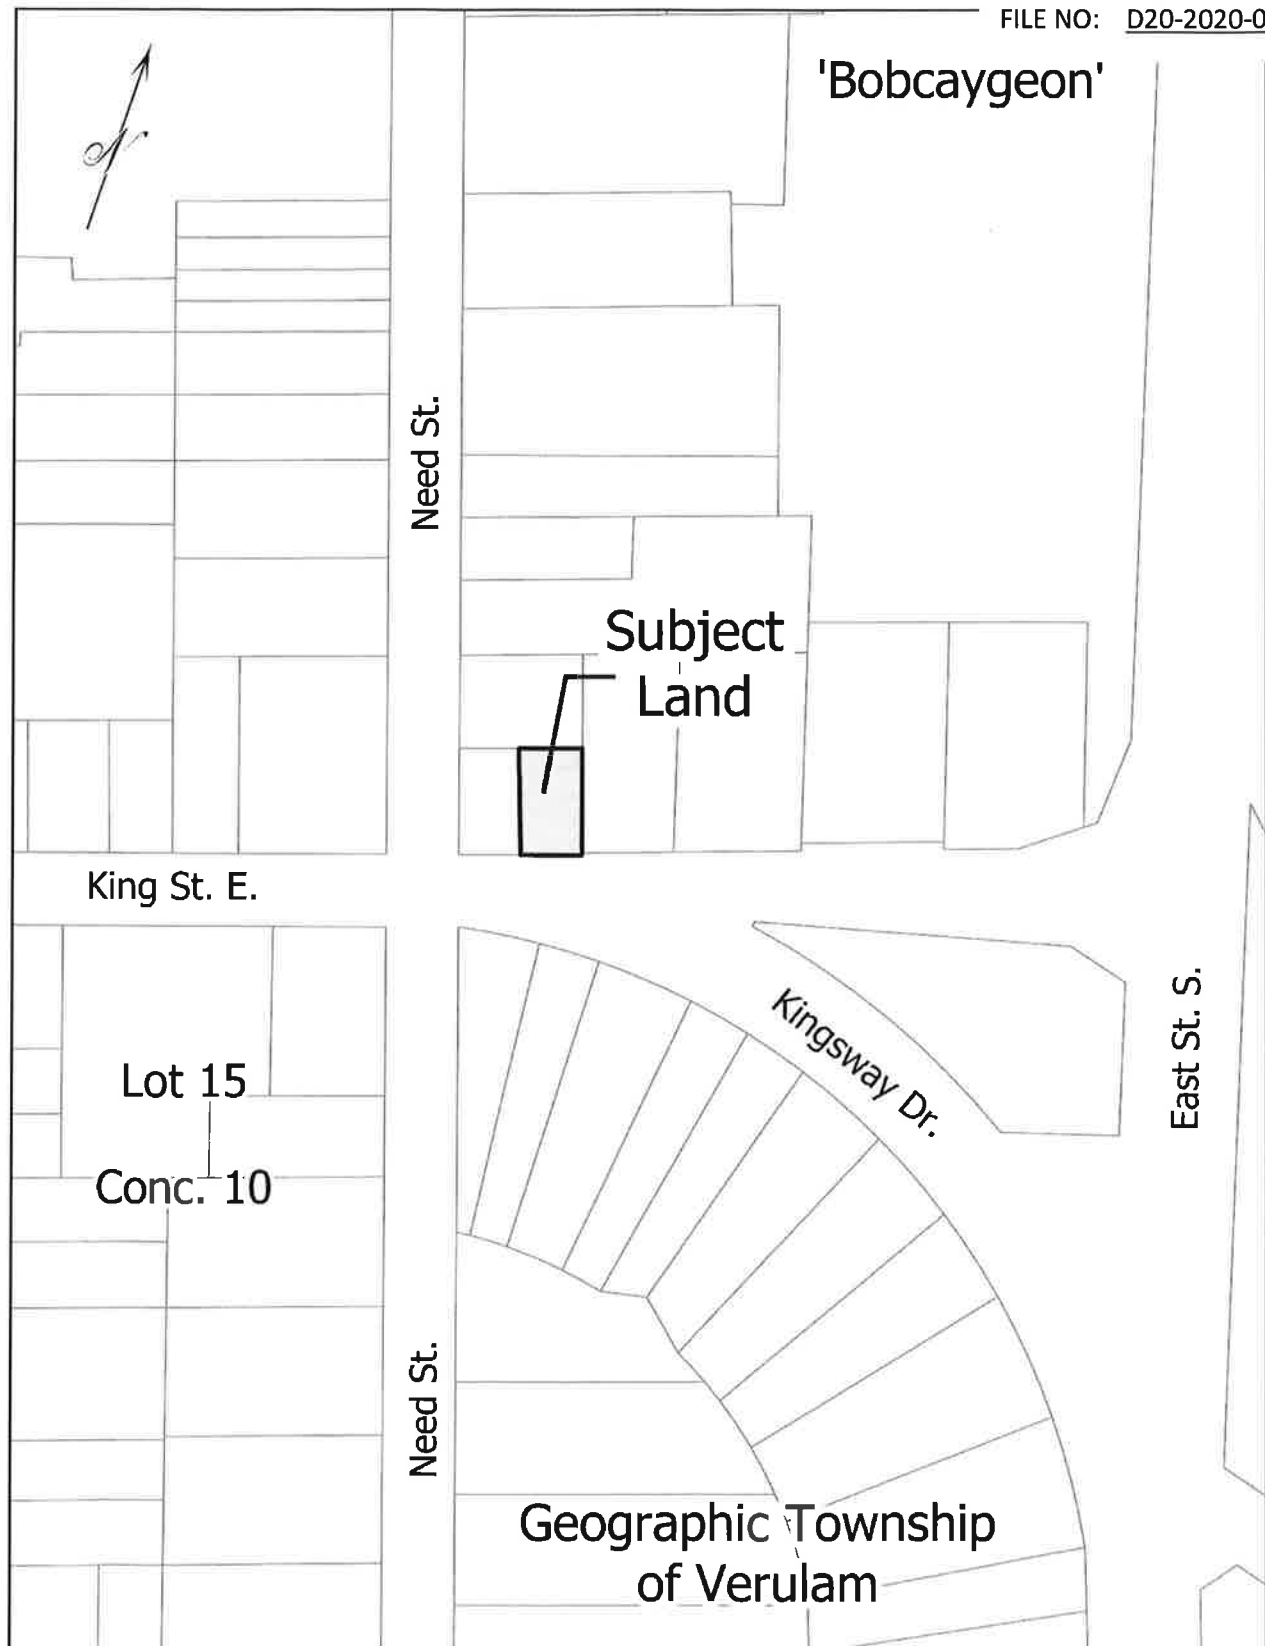 FILE NO: D20-2020-0
'Bobcaygeon'
Need St.
Subject
Land
King St. E.
Kingsway Dr.
East St. S.
Lot 15
Conc. 10
Need St.
Geographic Township
of Verulam